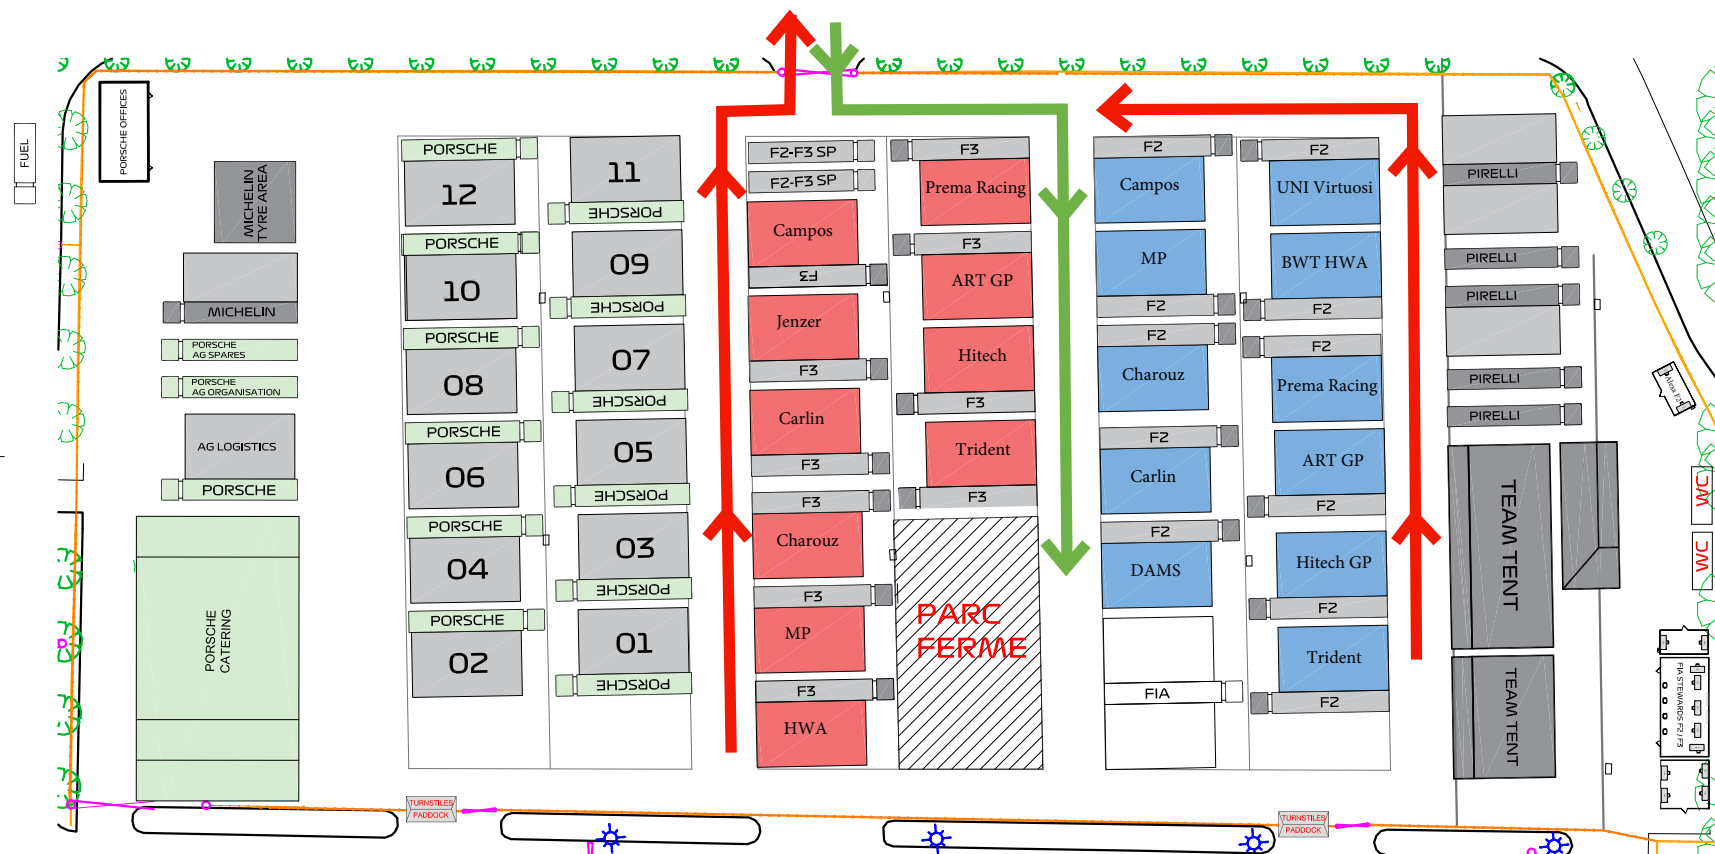 FUEL
PORSCHE OFFICES
MICHELIN
TYRE AREA
MICHELIN
PORSCHE
AG SPARES
PORSCHE
AG ORGANISATION
AG LOGISTICS
PORSCHE
PORSCHE
CATERING
PORSCHE
12
PORSCHE
10
PORSCHE
08
PORSCHE
06
PORSCHE
04
PORSCHE
02
11
PORSCHE
09
PORSCHE
07
PORSCHE
05
PORSCHE
03
PORSCHE
01
PORSCHE
F2-F3 SP
F2-F3 SP
Campos
F3
Jenzer
F3
Carlin
F3
F3
Charouz
F3
MP
F3
HWA
F3
Prema Racing
F3
ART GP
Hitech
F3
Trident
F3
PARC
FERME
F2
Campos
MP
F2
F2
Charouz
F2
Carlin
F2
DAMS
FIA
F2
UNI Virtuosi
BWT HWA
F2
F2
Prema Racing
ART GP
F2
Hitech GP
F2
Trident
F2
PIRELLI
PIRELLI
PIRELLI
PIRELLI
PIRELLI
TEAM TENT
TEAM TENT
WC
WC
FIA STEWARDS F2 / F3
TURNSTILES
PADDOCK
TURNSTILES
PADDOCK